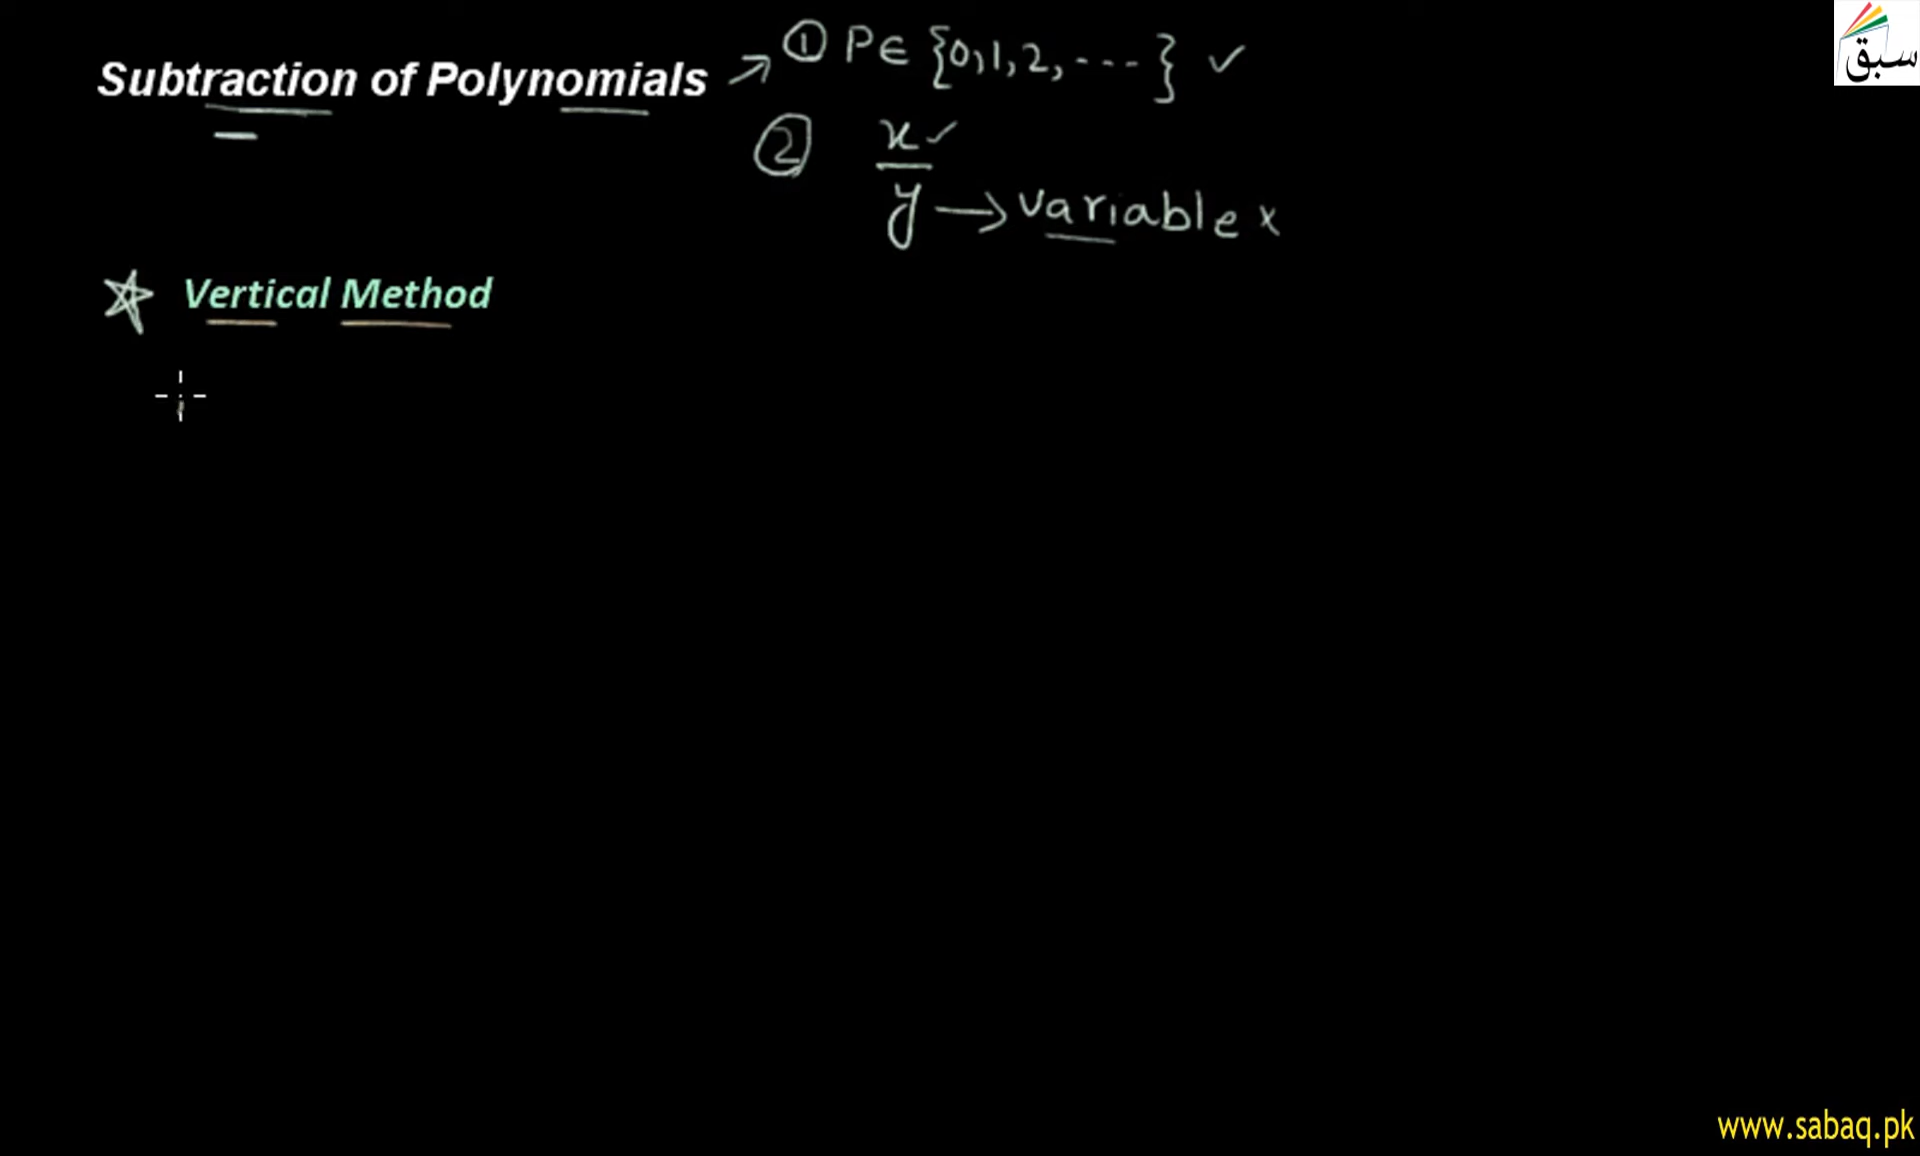 Subtraction of Polynomials → ① P∈ {0,1,2,---} ✓
② x ✓
y → variable ×
☆ Vertical Method
سبق
www.sabaq.pk